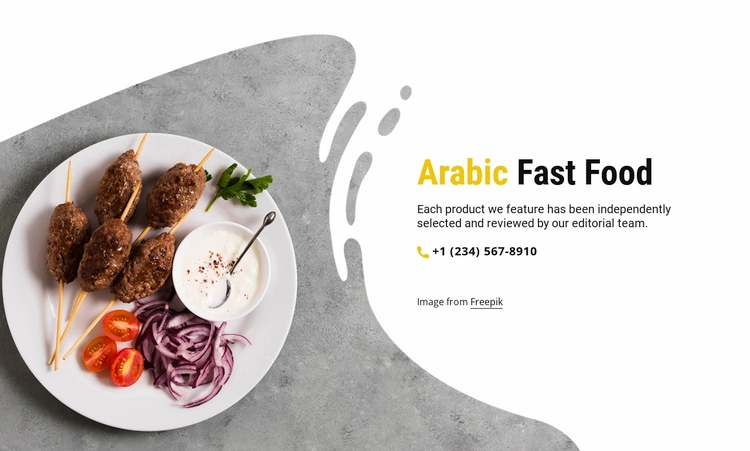 Arabic Fast Food
Each product we feature has been independently
selected and reviewed by our editorial team.
+1 (234) 567-8910
Image from Freepik